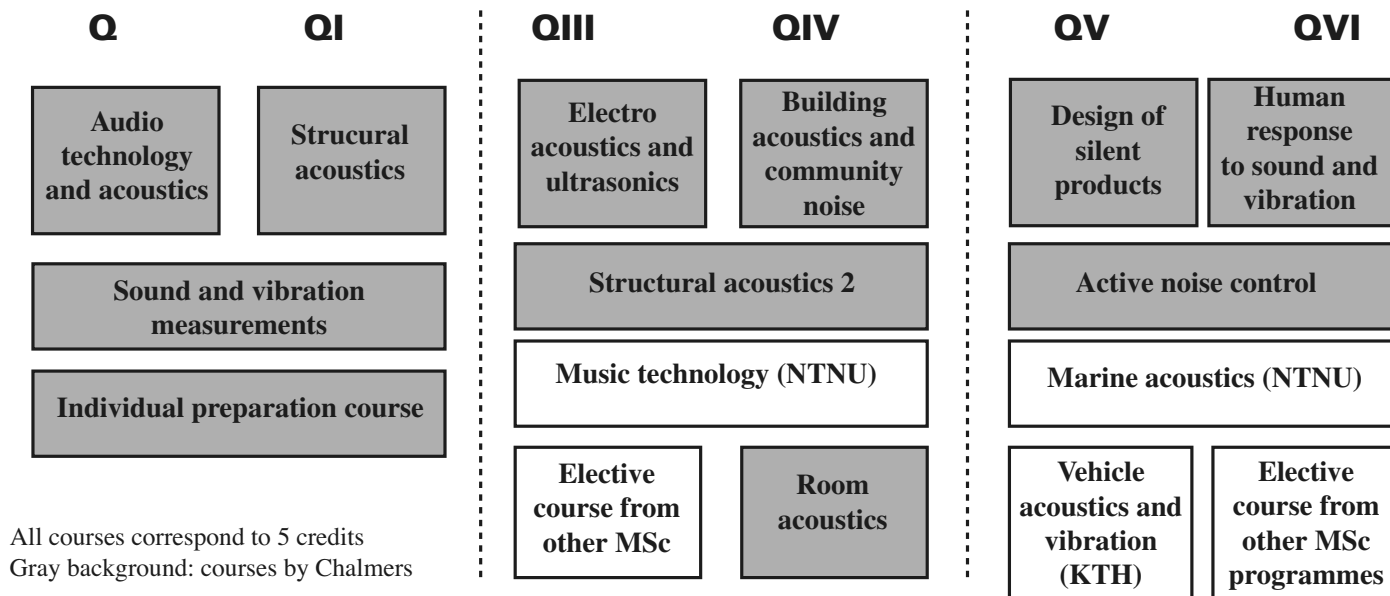 Q
QI
QIII
QIV
QV
QVI
Audio
technology
and acoustics
Strucural
acoustics
Electro
acoustics and
ultrasonics
Building
acoustics and
community
noise
Design of
silent
products
Human
response
to sound and
vibration
Sound and vibration
measurements
Structural acoustics 2
Active noise control
Individual preparation course
Music technology (NTNU)
Marine acoustics (NTNU)
Elective
course from
other MSc
Room
acoustics
Vehicle
acoustics and
vibration
(KTH)
Elective
course from
other MSc
programmes
All courses correspond to 5 credits
Gray background: courses by Chalmers